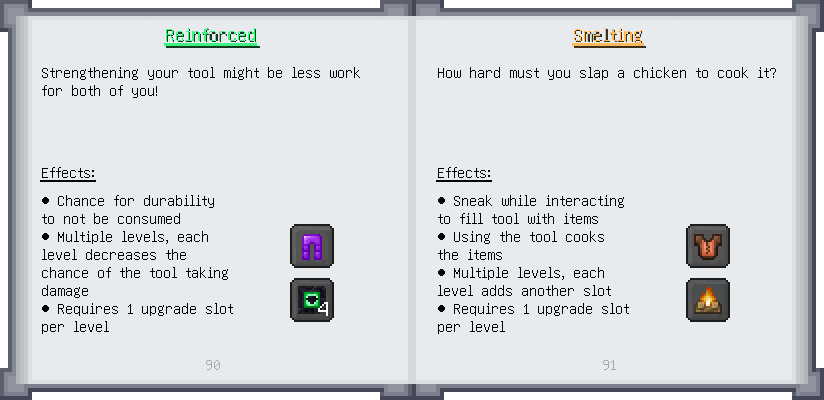 Reinforced
Strengthening your tool might be less work
for both of you!
Effects:
• Chance for durability
to not be consumed
• Multiple levels, each
level decreases the
chance of the tool taking
damage
• Requires 1 upgrade slot
per level
4
90
Smelting
How hard must you slap a chicken to cook it?
Effects:
• Sneak while interacting
to fill tool with items
• Using the tool cooks
the items
• Multiple levels, each
level adds another slot
• Requires 1 upgrade slot
per level
91